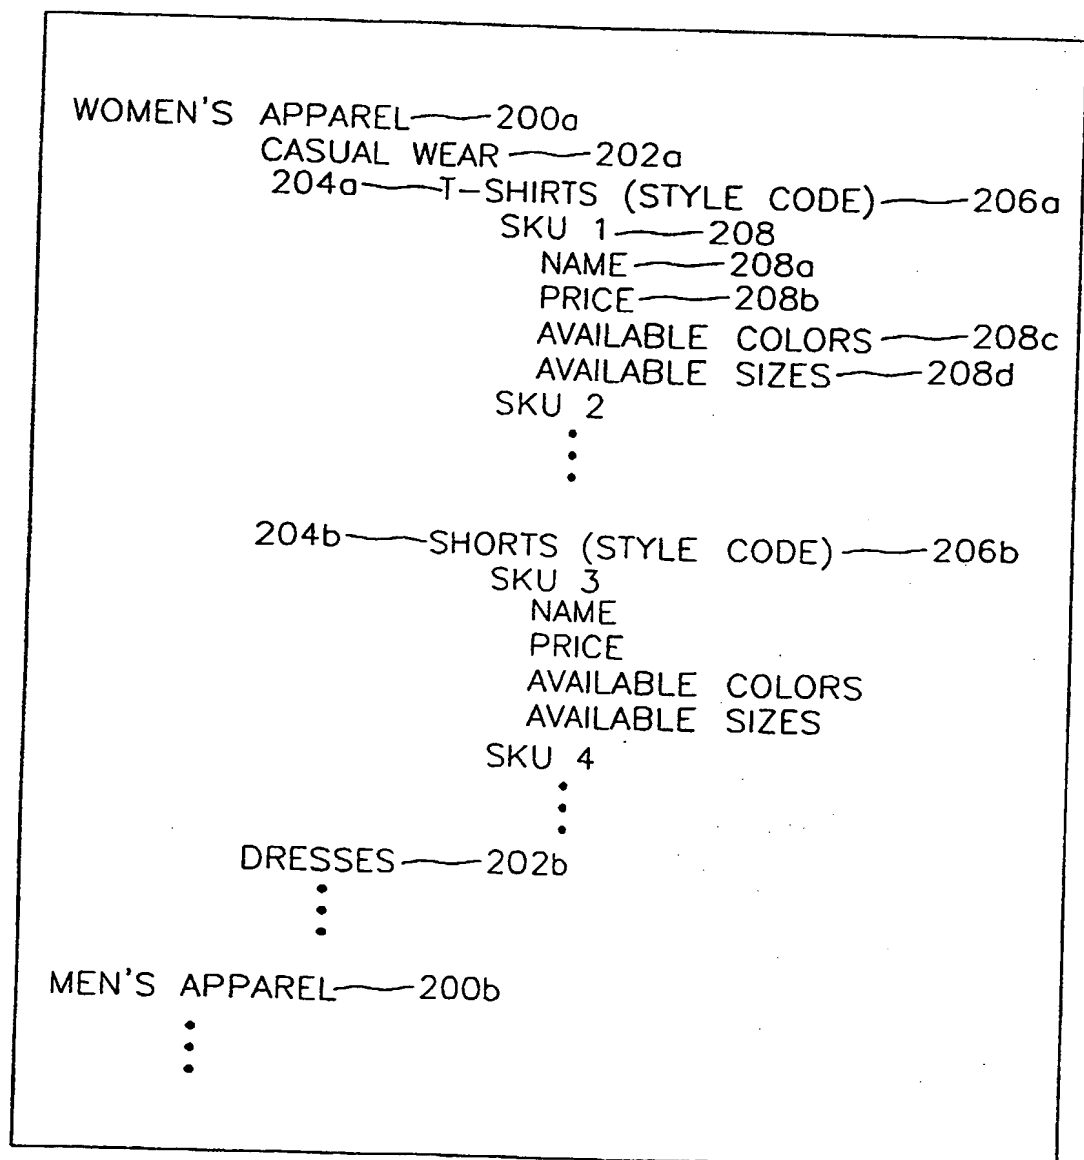 WOMEN'S APPAREL 200a
CASUAL WEAR 202a
204a T-SHIRTS (STYLE CODE) 206a
SKU 1 208
NAME 208a
PRICE 208b
AVAILABLE COLORS 208c
AVAILABLE SIZES 208d
SKU 2
204b SHORTS (STYLE CODE) 206b
SKU 3
NAME
PRICE
AVAILABLE COLORS
AVAILABLE SIZES
SKU 4
DRESSES 202b
MEN'S APPAREL 200b